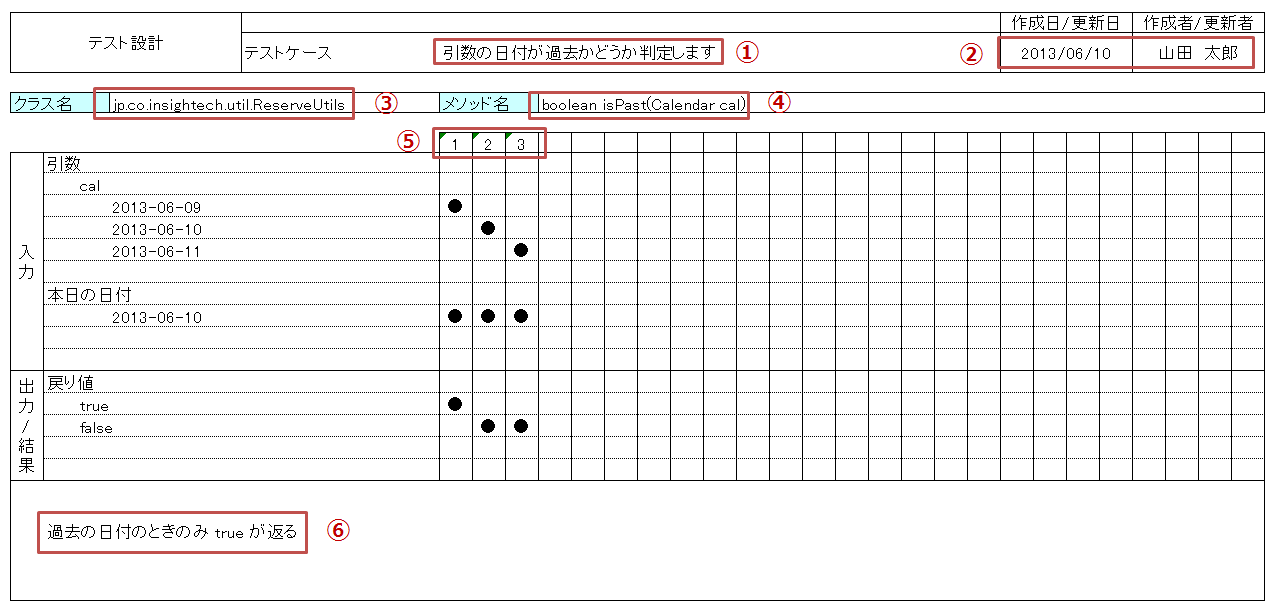 テスト設計
作成日/更新日 作成者/更新者
テストケース 引数の日付が過去かどうか判定します ① ② 2013/06/10 山田 太郎
クラス名 jp.co.insightech.util.ReserveUtils ③ メソッド名 boolean isPast(Calendar cal) ④
⑤ 1 2 3
入力
引数
cal
2013-06-09 ●
2013-06-10 ●
2013-06-11 ●
本日の日付
2013-06-10 ● ● ●
出力/結果
戻り値
true ●
false ● ●
過去の日付のときのみ true が返る ⑥